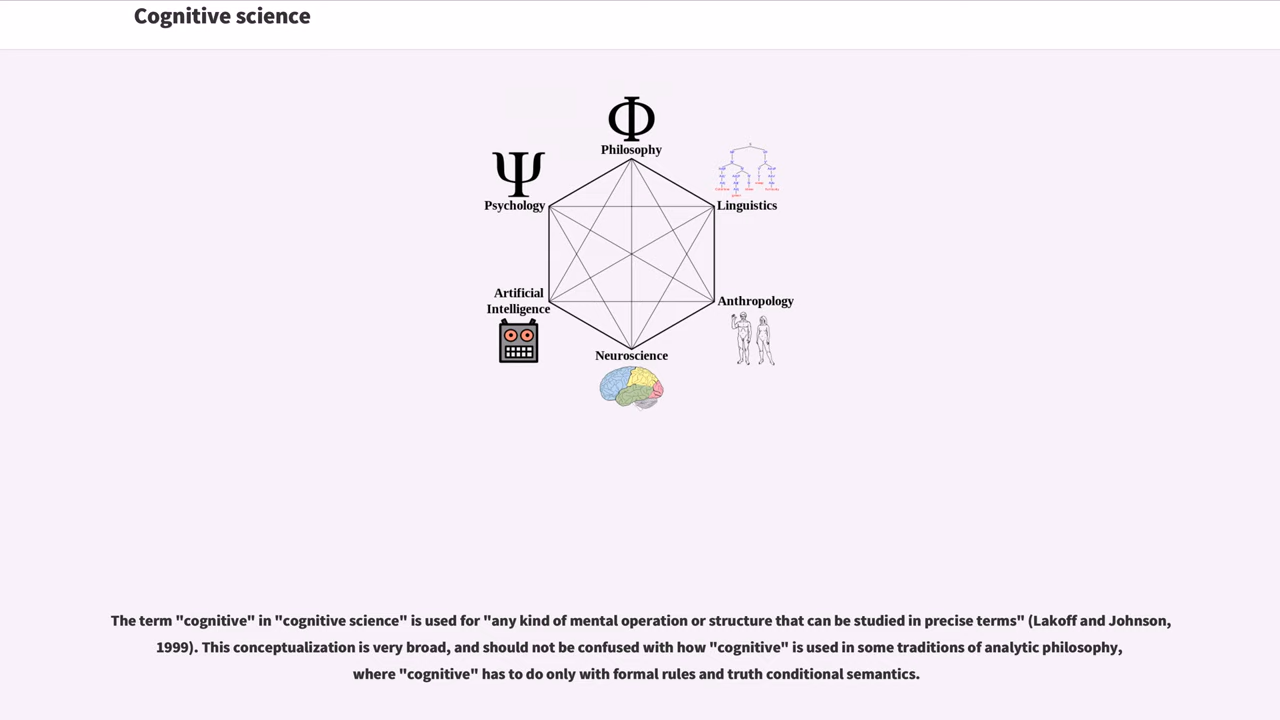 Cognitive science
Φ
Philosophy
Ψ
Psychology
Linguistics
Artificial
Intelligence
Anthropology
Neuroscience
The term "cognitive" in "cognitive science" is used for "any kind of mental operation or structure that can be studied in precise terms" (Lakoff and Johnson,
1999). This conceptualization is very broad, and should not be confused with how "cognitive" is used in some traditions of analytic philosophy,
where "cognitive" has to do only with formal rules and truth conditional semantics.